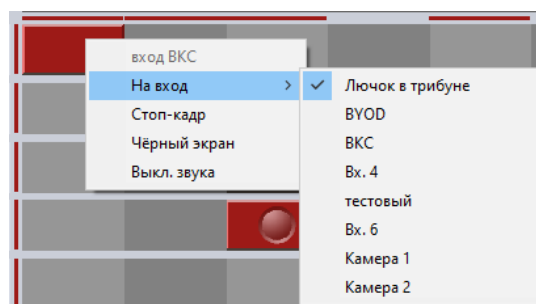 вход ВКС
На вход
Стоп-кадр
Чёрный экран
Выкл. звука
Лючок в трибуне
BYOD
ВКС
Вх. 4
тестовый
Вх. 6
Камера 1
Камера 2